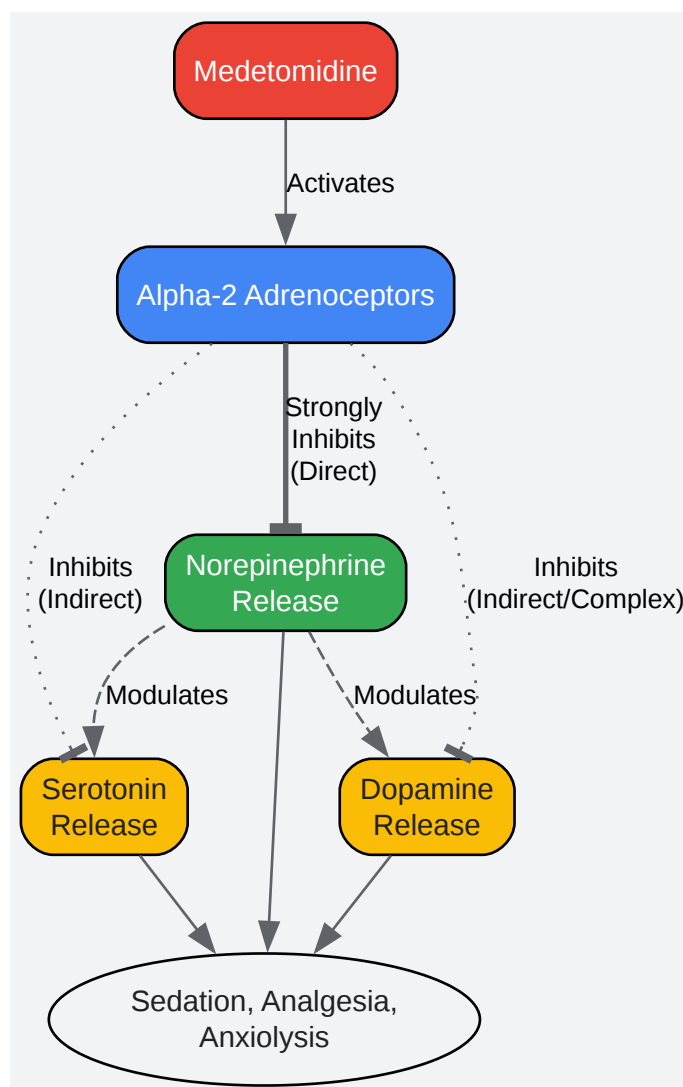 Medetomidine
Activates
Alpha-2 Adrenoceptors
Strongly
Inhibits
(Direct)
Inhibits
(Indirect)
Norepinephrine
Release
Inhibits
(Indirect/Complex)
Modulates
Modulates
Serotonin
Release
Dopamine
Release
Sedation, Analgesia,
Anxiolysis